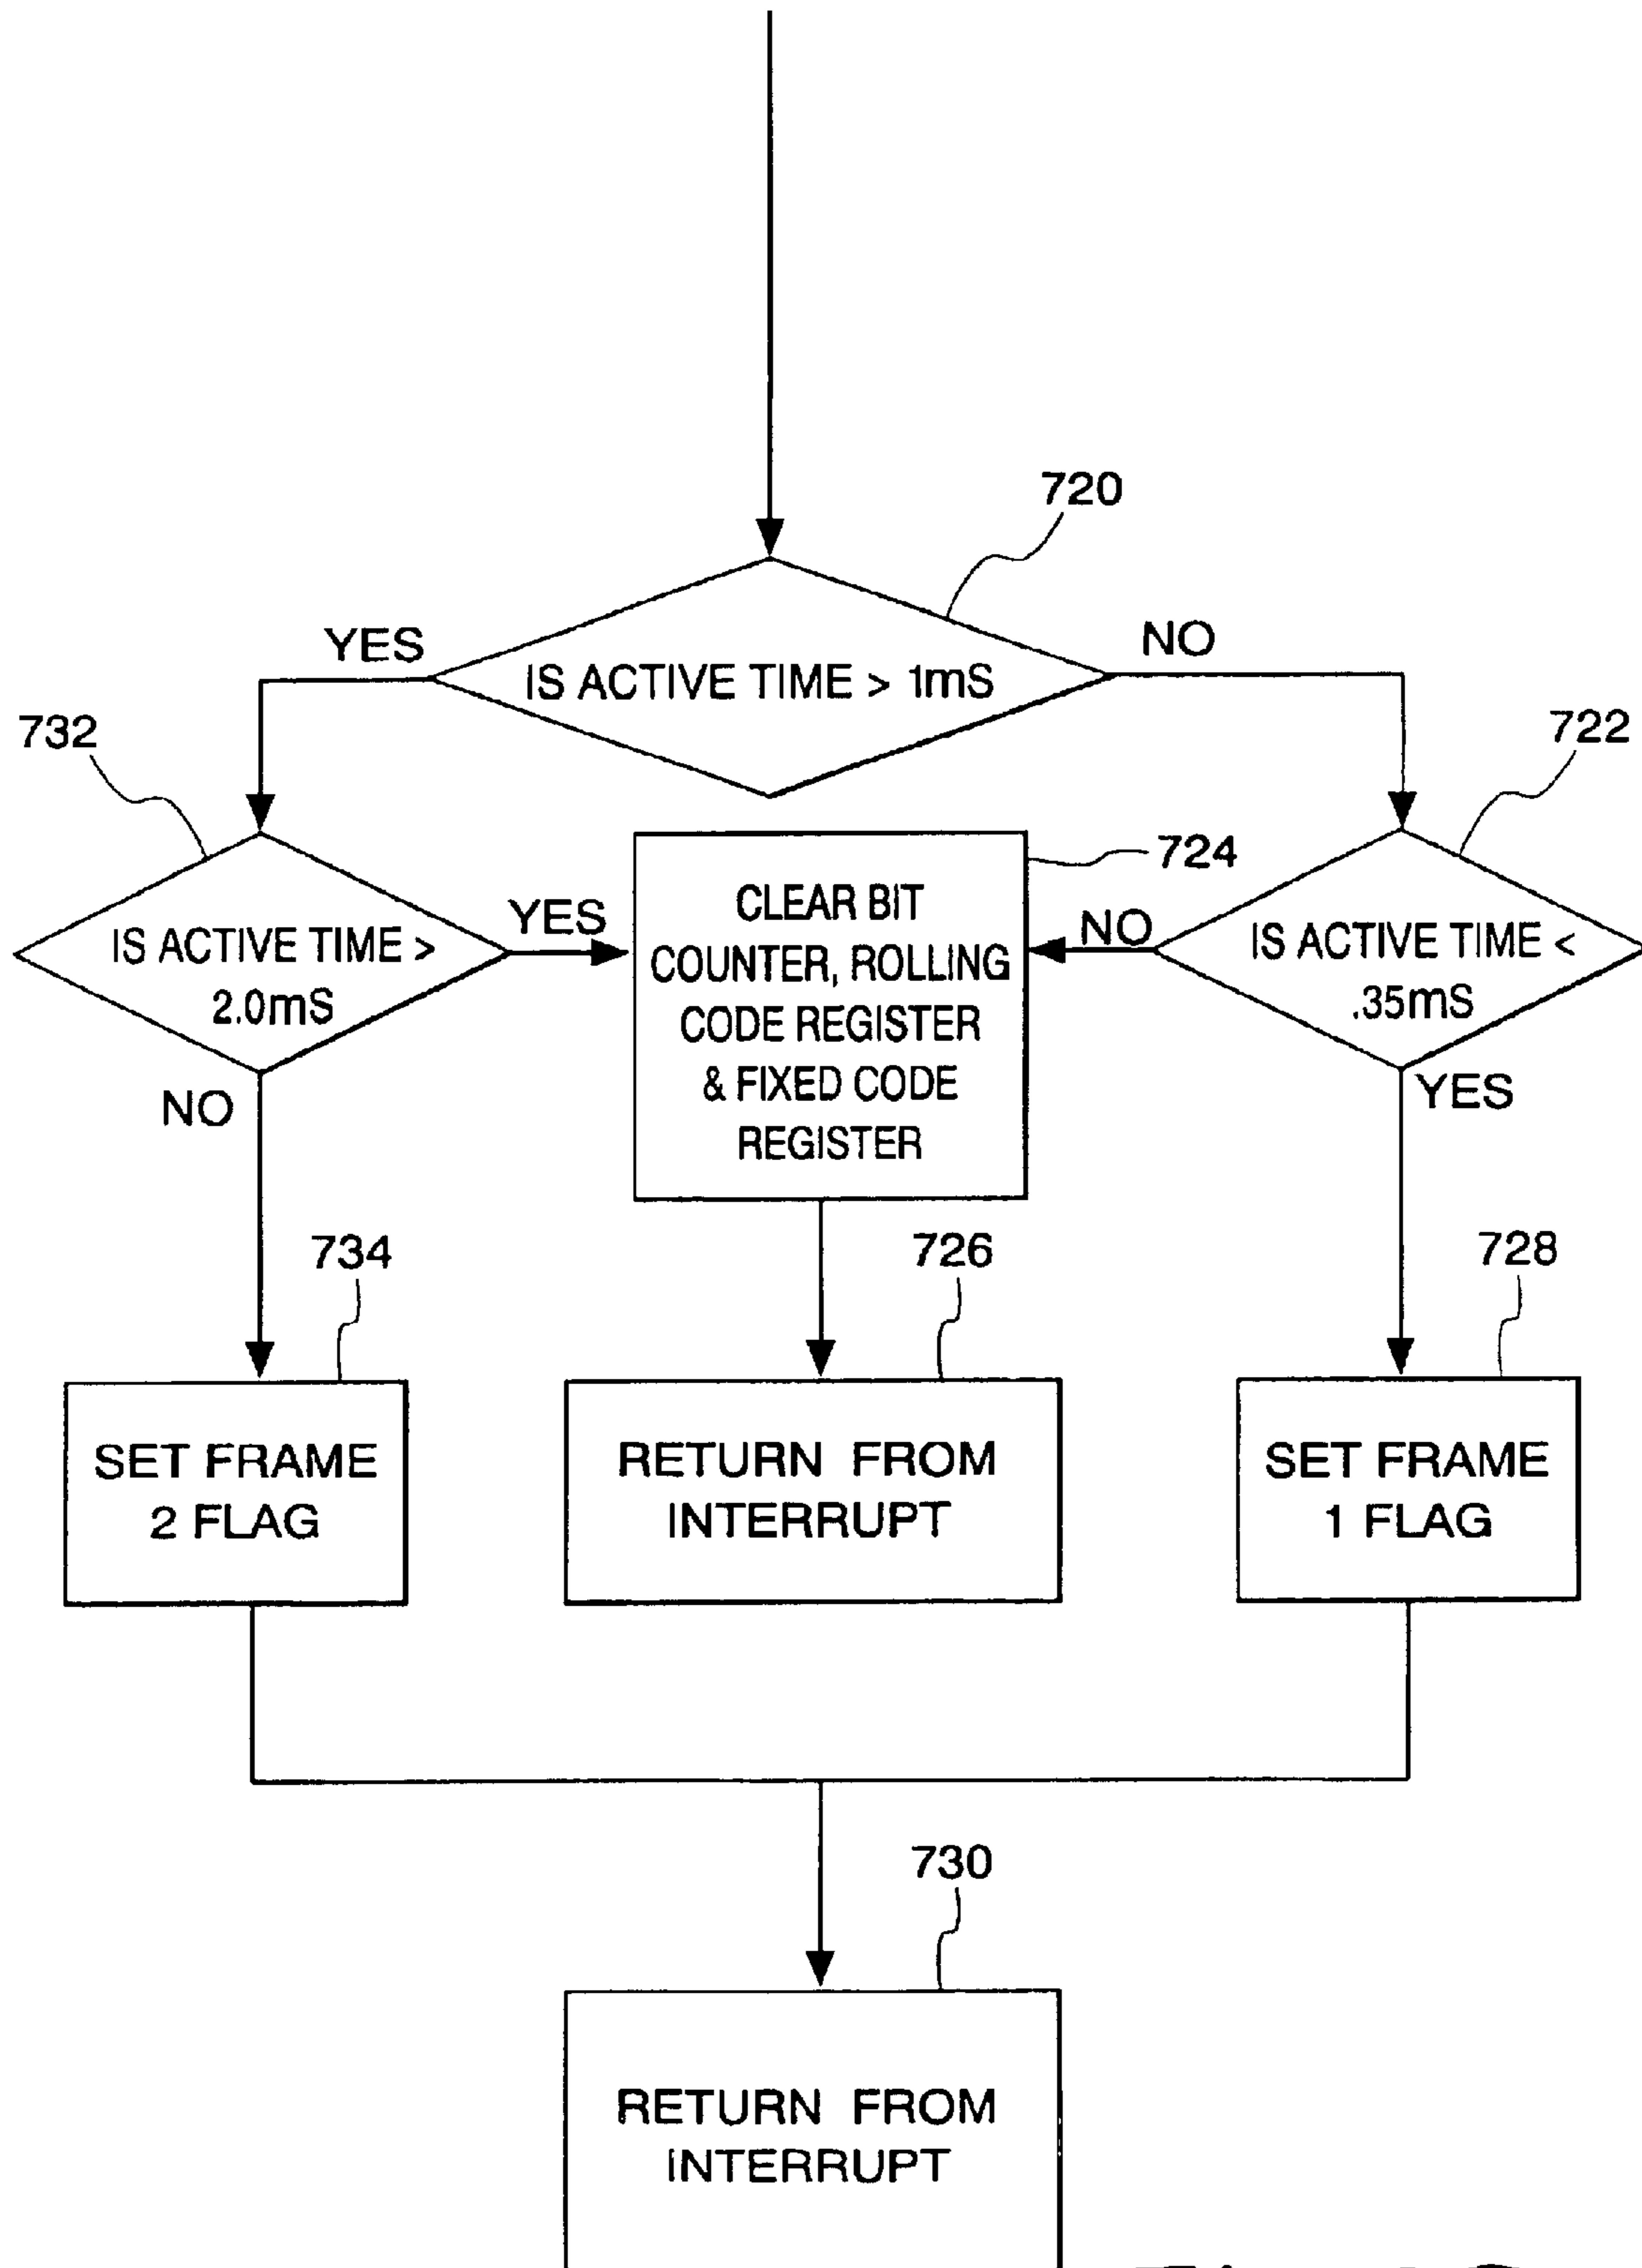 720
YES
NO
IS ACTIVE TIME > 1mS
732
722
724
CLEAR BIT
COUNTER, ROLLING
CODE REGISTER
& FIXED CODE
REGISTER
YES
NO
IS ACTIVE TIME >
2.0mS
IS ACTIVE TIME <
.35mS
NO
YES
734
726
728
SET FRAME
2 FLAG
RETURN FROM
INTERRUPT
SET FRAME
1 FLAG
730
RETURN FROM
INTERRUPT